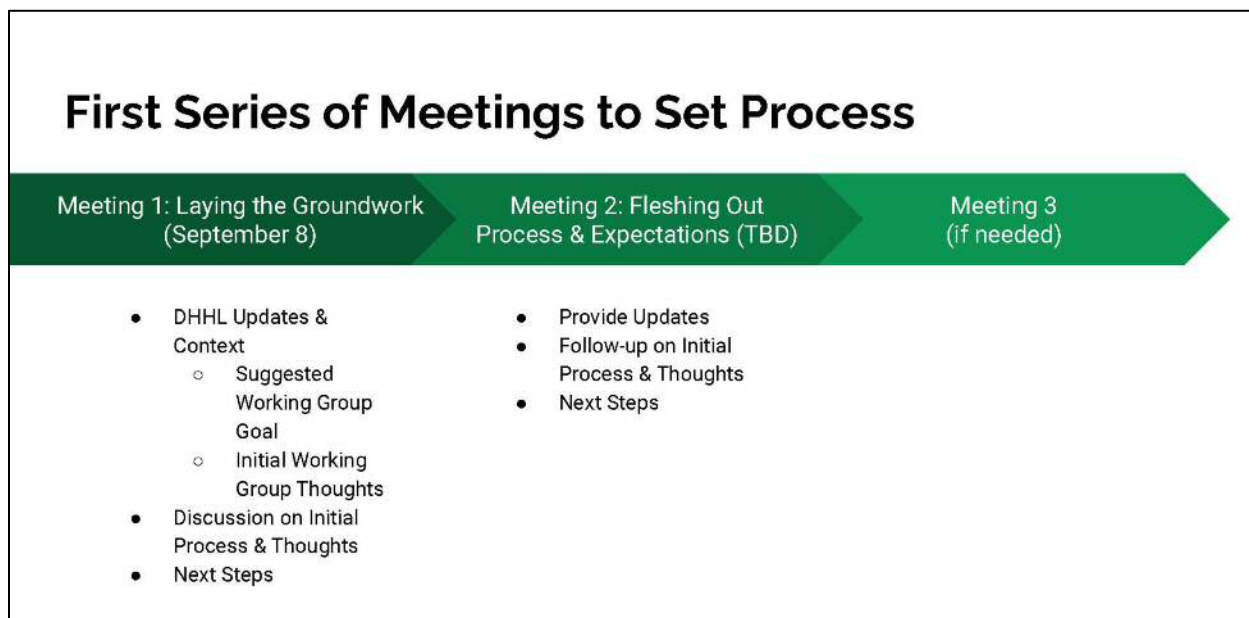 First Series of Meetings to Set Process
Meeting 1: Laying the Groundwork
(September 8)
Meeting 2: Fleshing Out
Process & Expectations (TBD)
Meeting 3
(if needed)
● DHHL Updates &
Context
○ Suggested
Working Group
Goal
○ Initial Working
Group Thoughts
● Discussion on Initial
Process & Thoughts
● Next Steps
● Provide Updates
● Follow-up on Initial
Process & Thoughts
● Next Steps